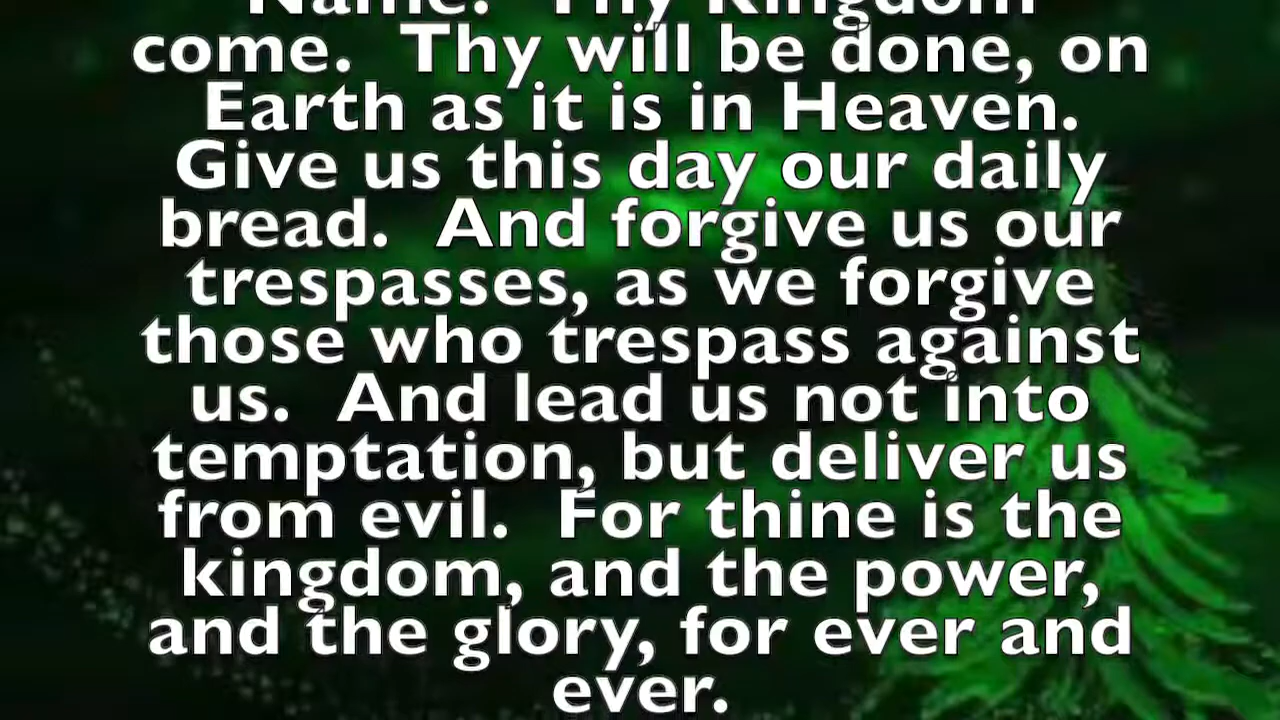 Name. Thy Kingdom
come. Thy will be done, on
Earth as it is in Heaven.
Give us this day our daily
bread. And forgive us our
trespasses, as we forgive
those who trespass against
us. And lead us not into
temptation, but deliver us
from evil. For thine is the
kingdom, and the power,
and the glory, for ever and
ever.